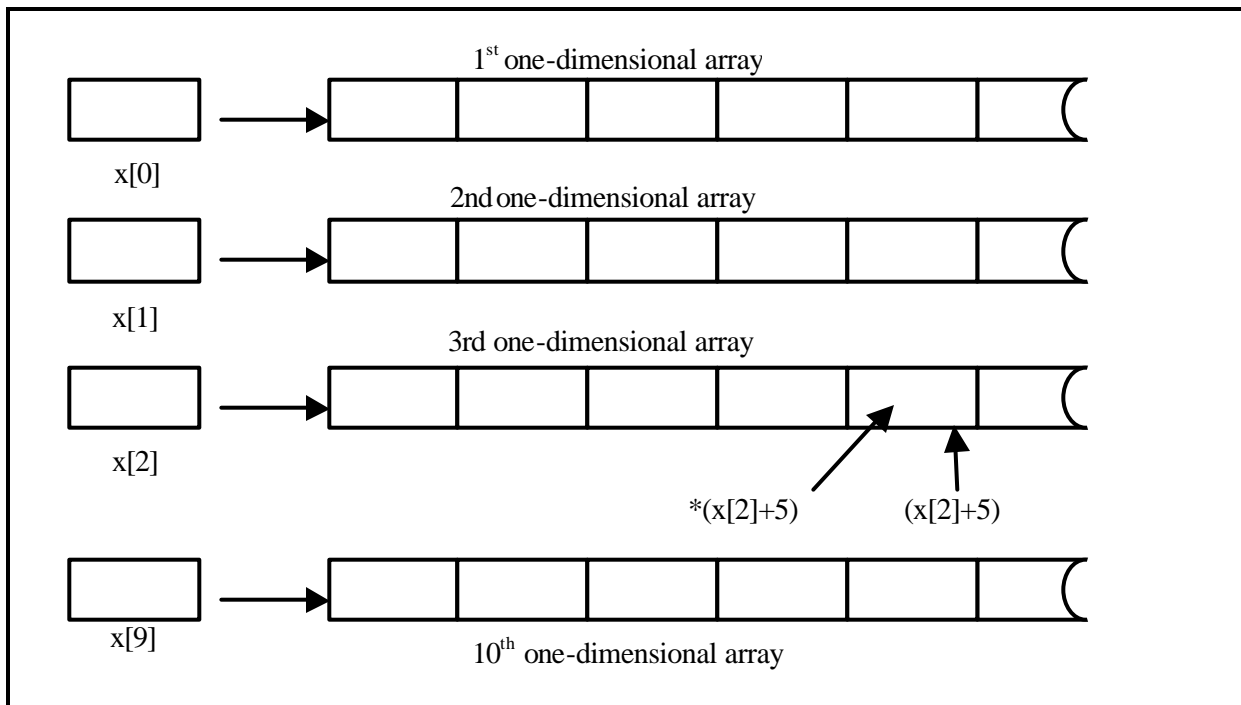 1st one-dimensional array
x[0]
2nd one-dimensional array
x[1]
3rd one-dimensional array
x[2]
*(x[2]+5) (x[2]+5)
x[9]
10th one-dimensional array